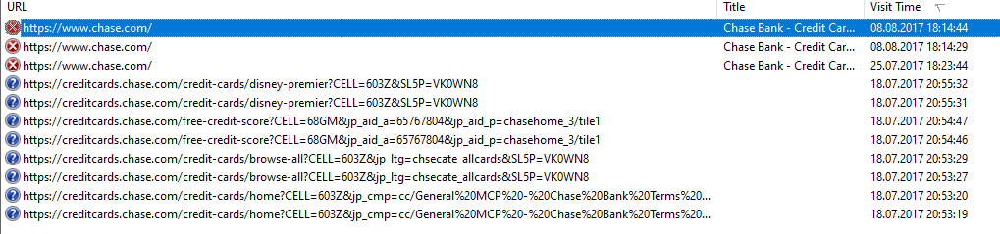 URL Title Visit Time
https://www.chase.com/ Chase Bank - Credit Car... 08.08.2017 18:14:44
https://www.chase.com/ Chase Bank - Credit Car... 08.08.2017 18:14:29
https://www.chase.com/ Chase Bank - Credit Car... 25.07.2017 18:23:44
https://creditcards.chase.com/credit-cards/disney-premier?CELL=603Z&SL5P=VK0WN8 18.07.2017 20:55:32
https://creditcards.chase.com/credit-cards/disney-premier?CELL=603Z&SL5P=VK0WN8 18.07.2017 20:55:31
https://creditcards.chase.com/free-credit-score?CELL=68GM&jp_aid_a=65767804&jp_aid_p=chasehome_3/tile1 18.07.2017 20:54:47
https://creditcards.chase.com/free-credit-score?CELL=68GM&jp_aid_a=65767804&jp_aid_p=chasehome_3/tile1 18.07.2017 20:54:46
https://creditcards.chase.com/credit-cards/browse-all?CELL=603Z&jp_ltg=chsecate_allcards&SL5P=VK0WN8 18.07.2017 20:53:29
https://creditcards.chase.com/credit-cards/browse-all?CELL=603Z&jp_ltg=chsecate_allcards&SL5P=VK0WN8 18.07.2017 20:53:27
https://creditcards.chase.com/credit-cards/home?CELL=603Z&jp_cmp=cc/General%20MCP%20-%20Chase%20Bank%20Terms%20... 18.07.2017 20:53:20
https://creditcards.chase.com/credit-cards/home?CELL=603Z&jp_cmp=cc/General%20MCP%20-%20Chase%20Bank%20Terms%20... 18.07.2017 20:53:19